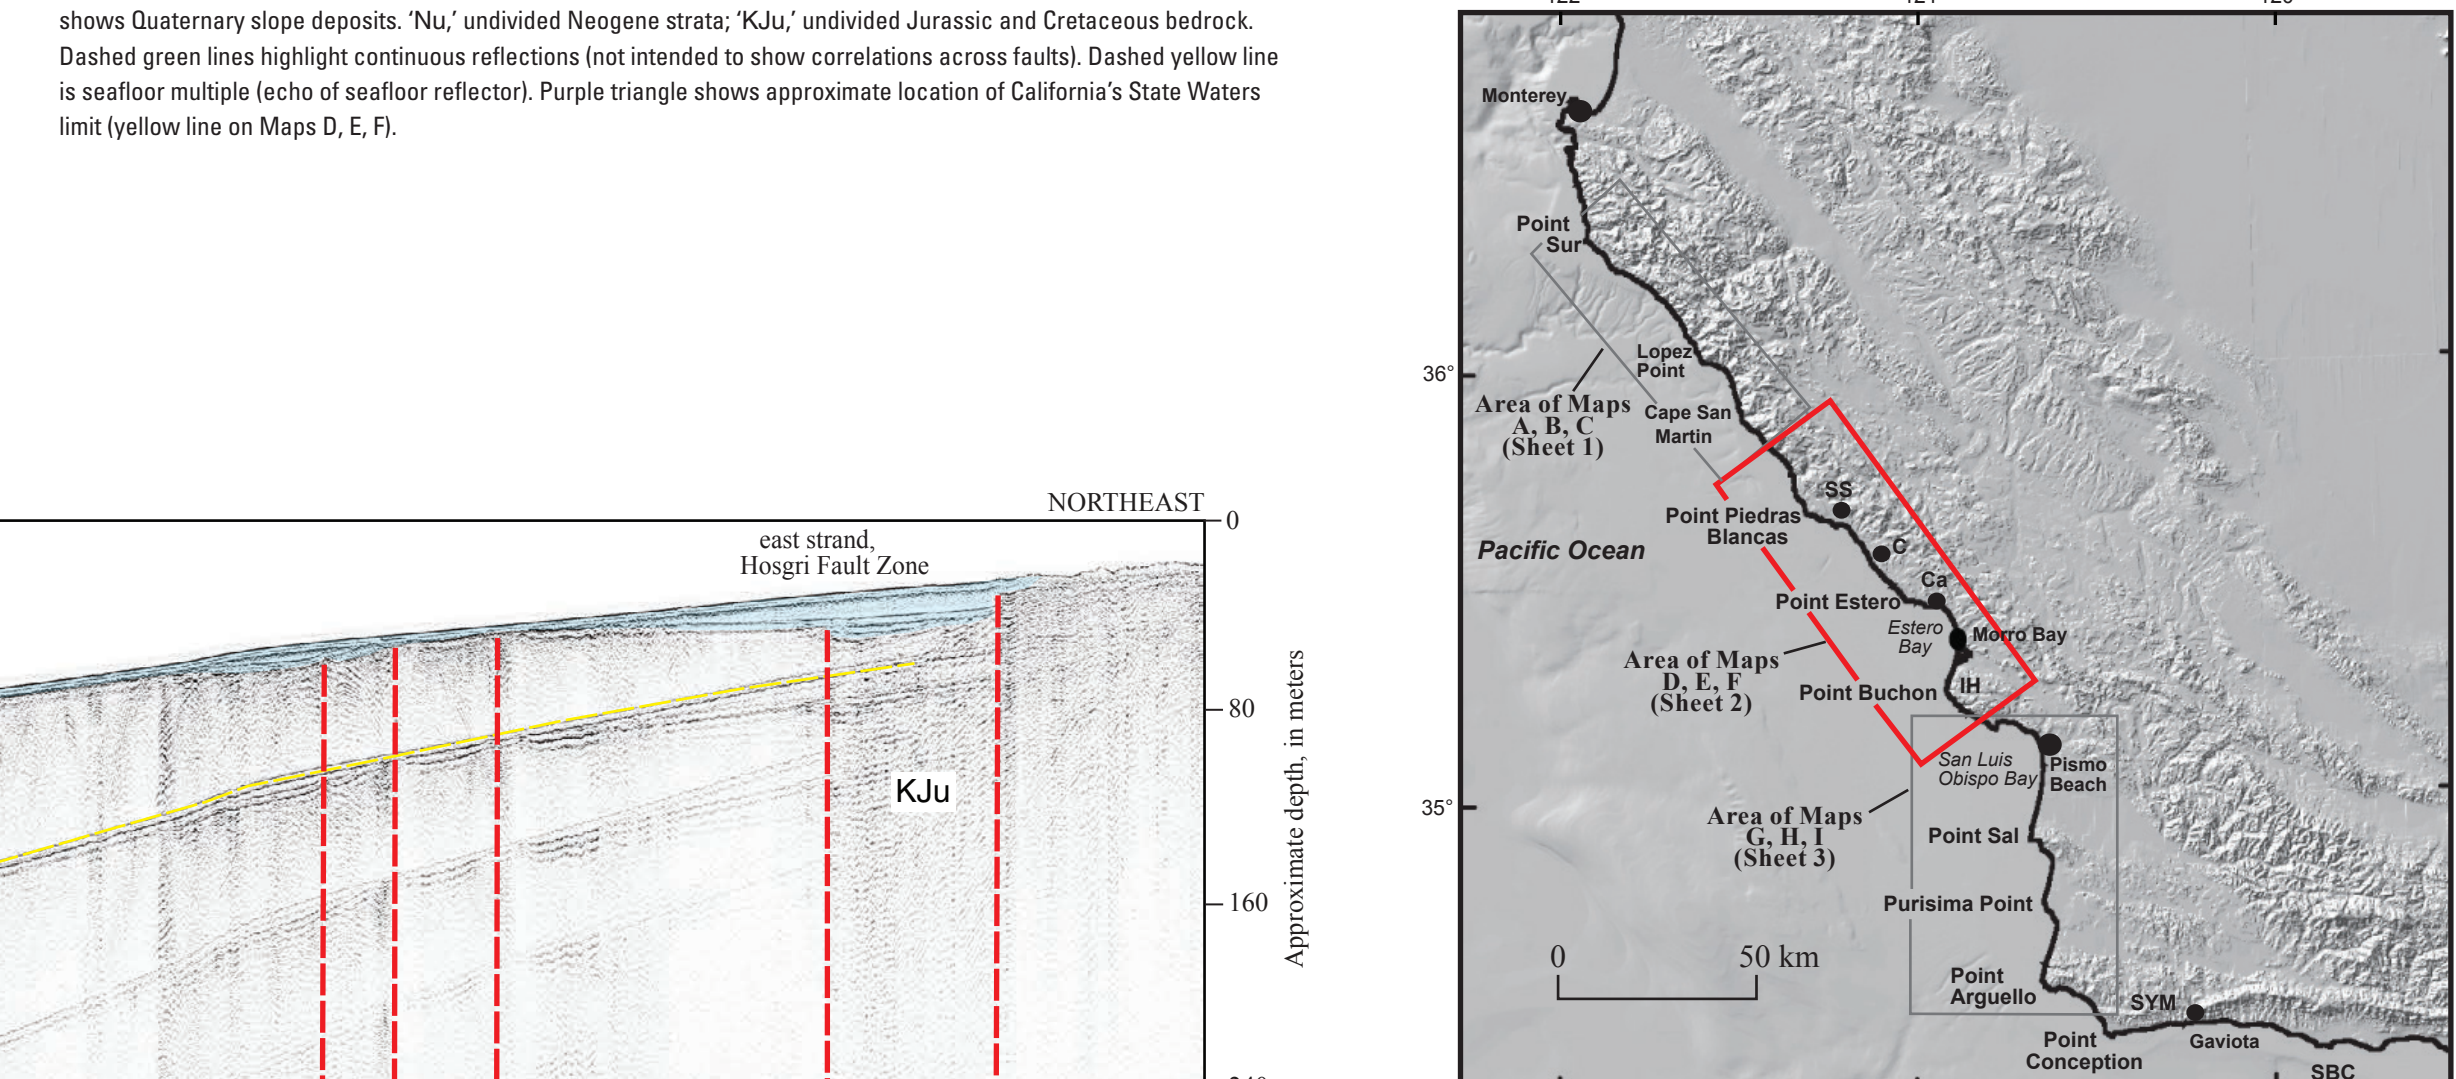 shows Quaternary slope deposits. ‘Nu,’ undivided Neogene strata; ‘KJu,’ undivided Jurassic and Cretaceous bedrock.
Dashed green lines highlight continuous reflections (not intended to show correlations across faults). Dashed yellow line
is seafloor multiple (echo of seafloor reflector). Purple triangle shows approximate location of California’s State Waters
limit (yellow line on Maps D, E, F).
NORTHEAST
0
east strand,
Hosgri Fault Zone
80
KJu
160
Approximate depth, in meters
Monterey
Point
Sur
Lopez
Point
36°
Area of Maps
A, B, C
(Sheet 1)
Cape San
Martin
SS
Point Piedras
Blancas
Pacific Ocean
C
Ca
Point Estero
Estero
Bay
Morro Bay
Area of Maps
D, E, F
(Sheet 2)
IH
Point Buchon
San Luis
Obispo Bay
Pismo
Beach
35°
Area of Maps
G, H, I
(Sheet 3)
Point Sal
Purisima Point
0
50 km
Point
Arguello
SYM
Point
Conception
Gaviota
SBC